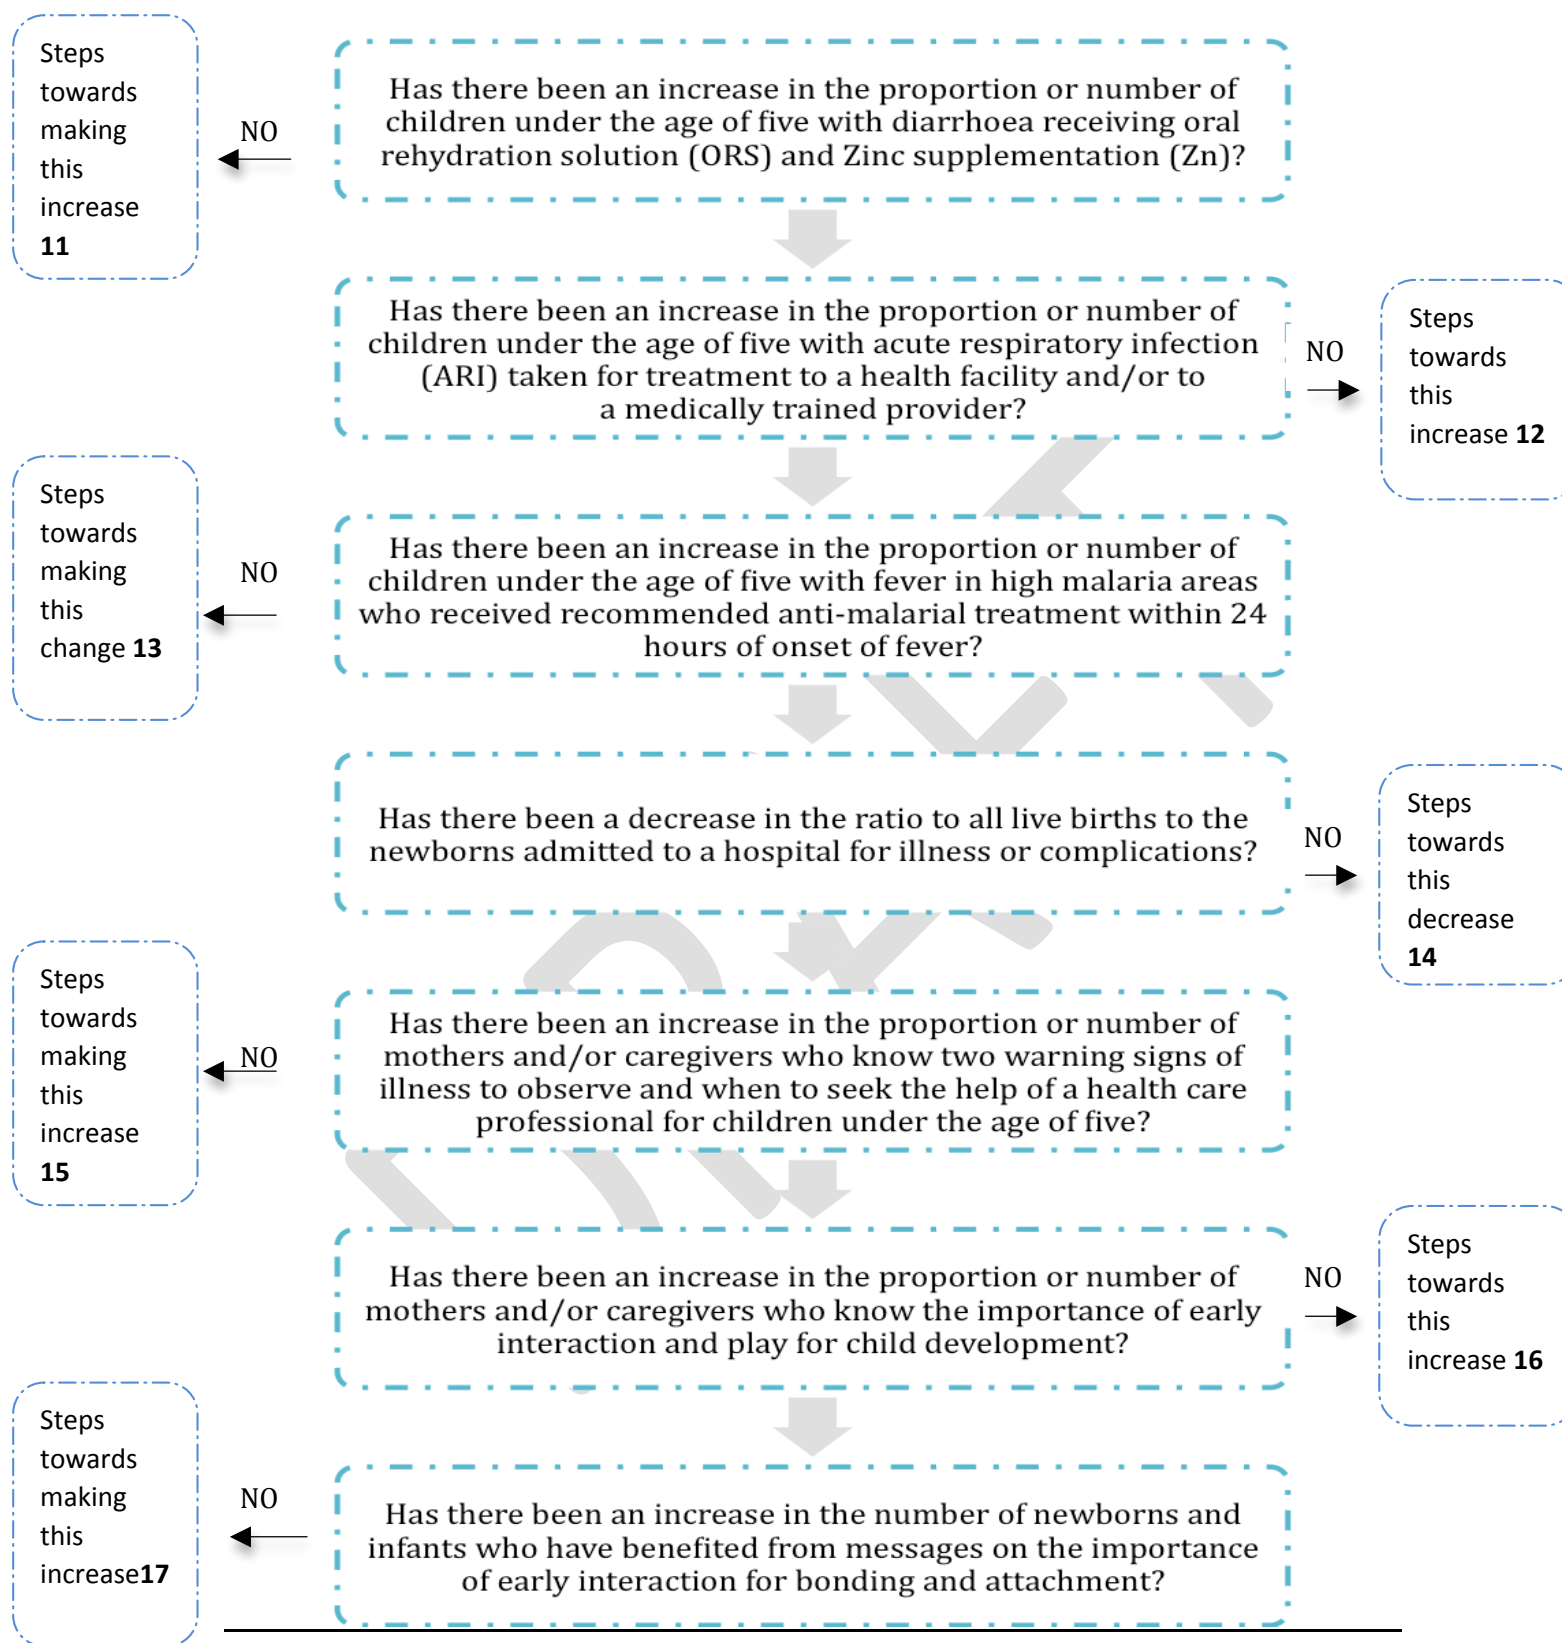 Steps
towards
making
this
increase
11
NO
Has there been an increase in the proportion or number of
children under the age of five with diarrhoea receiving oral
rehydration solution (ORS) and Zinc supplementation (Zn)?
Has there been an increase in the proportion or number of
children under the age of five with acute respiratory infection
(ARI) taken for treatment to a health facility and/or to
a medically trained provider?
NO
Steps
towards
this
increase 12
Steps
towards
making
this
change 13
NO
Has there been an increase in the proportion or number of
children under the age of five with fever in high malaria areas
who received recommended anti-malarial treatment within 24
hours of onset of fever?
Has there been a decrease in the ratio to all live births to the
newborns admitted to a hospital for illness or complications?
NO
Steps
towards
this
decrease
14
Steps
towards
making
this
increase
15
NO
Has there been an increase in the proportion or number of
mothers and/or caregivers who know two warning signs of
illness to observe and when to seek the help of a health care
professional for children under the age of five?
Has there been an increase in the proportion or number of
mothers and/or caregivers who know the importance of early
interaction and play for child development?
NO
Steps
towards
this
increase 16
Steps
towards
making
this
increase17
NO
Has there been an increase in the number of newborns and
infants who have benefited from messages on the importance
of early interaction for bonding and attachment?